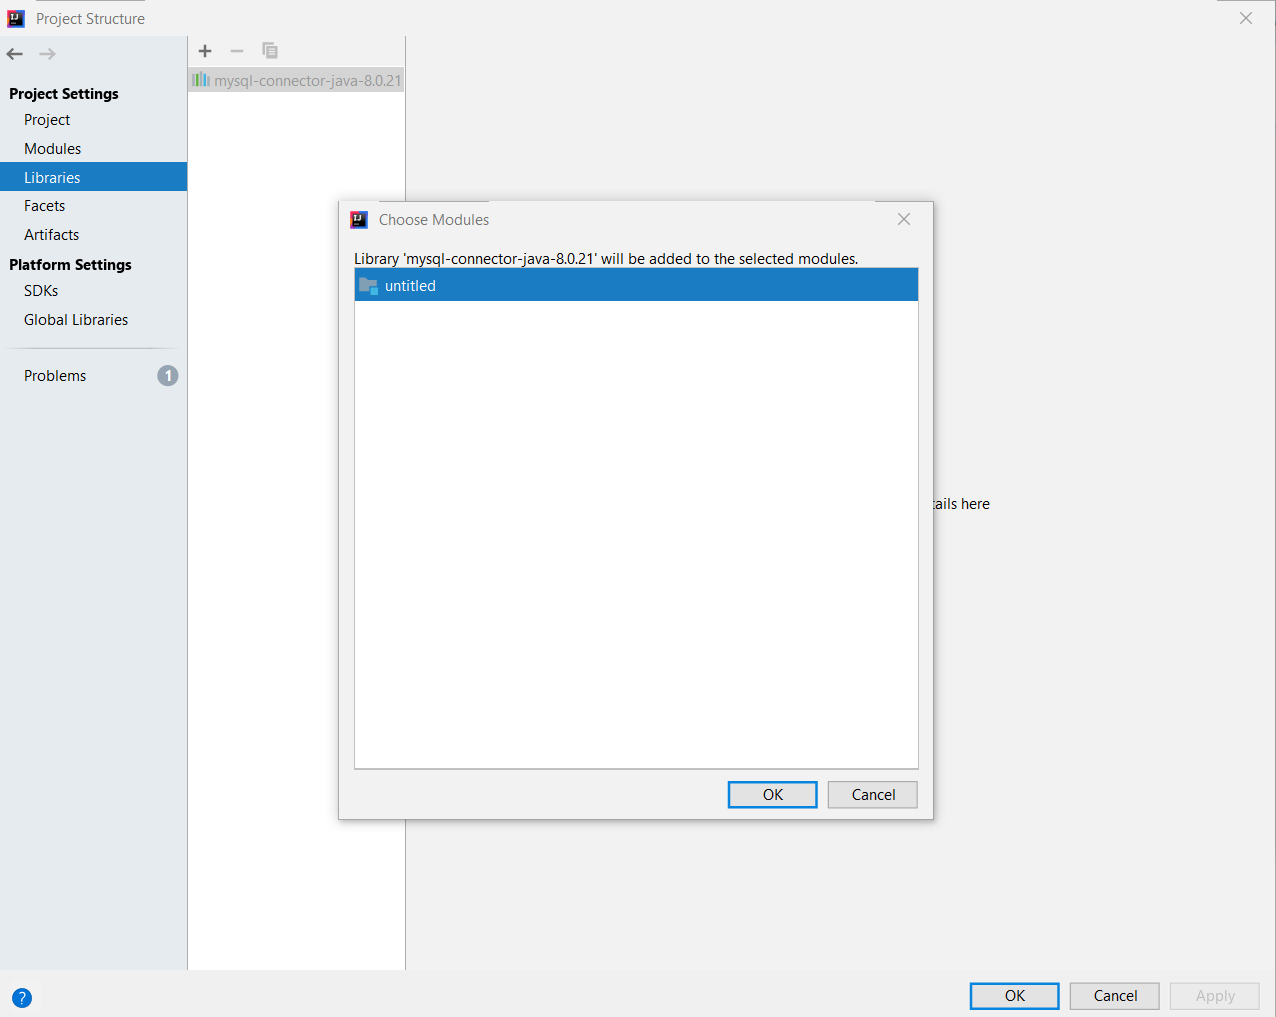 Project Structure
mysql-connector-java-8.0.21
Project Settings
Project
Modules
Libraries
Facets
Artifacts
Platform Settings
SDKs
Global Libraries
Problems 1
Choose Modules
Library 'mysql-connector-java-8.0.21' will be added to the selected modules.
untitled
OK Cancel
ails here
? OK Cancel Apply